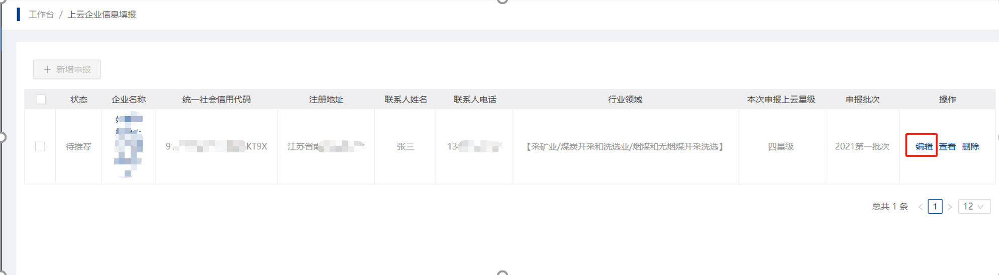 工作台 / 上云企业信息填报
+ 新增申报
状态 企业名称 统一社会信用代码 注册地址 联系人姓名 联系人电话 行业领域 本次申报上云星级 申报批次 操作
待推荐 9 KT9X 江苏省南 张三 13 【采矿业/煤炭开采和洗选业/烟煤和无烟煤开采洗选】 四星级 2021第一批次 编辑 查看 删除
总共 1 条 < 1 > 12